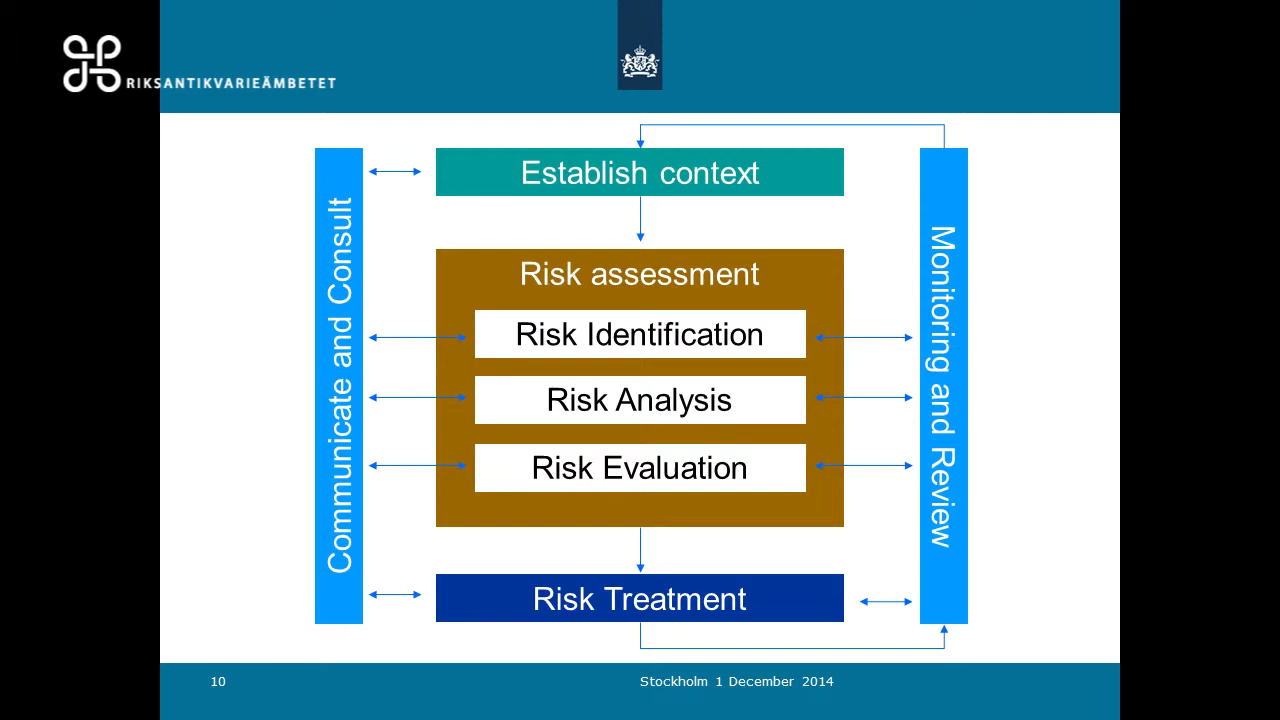 RIKSANTIKVARIEÄMBETET
Establish context
Communicate and Consult
Risk assessment
Risk Identification
Risk Analysis
Risk Evaluation
Monitoring and Review
Risk Treatment
10
Stockholm 1 December 2014